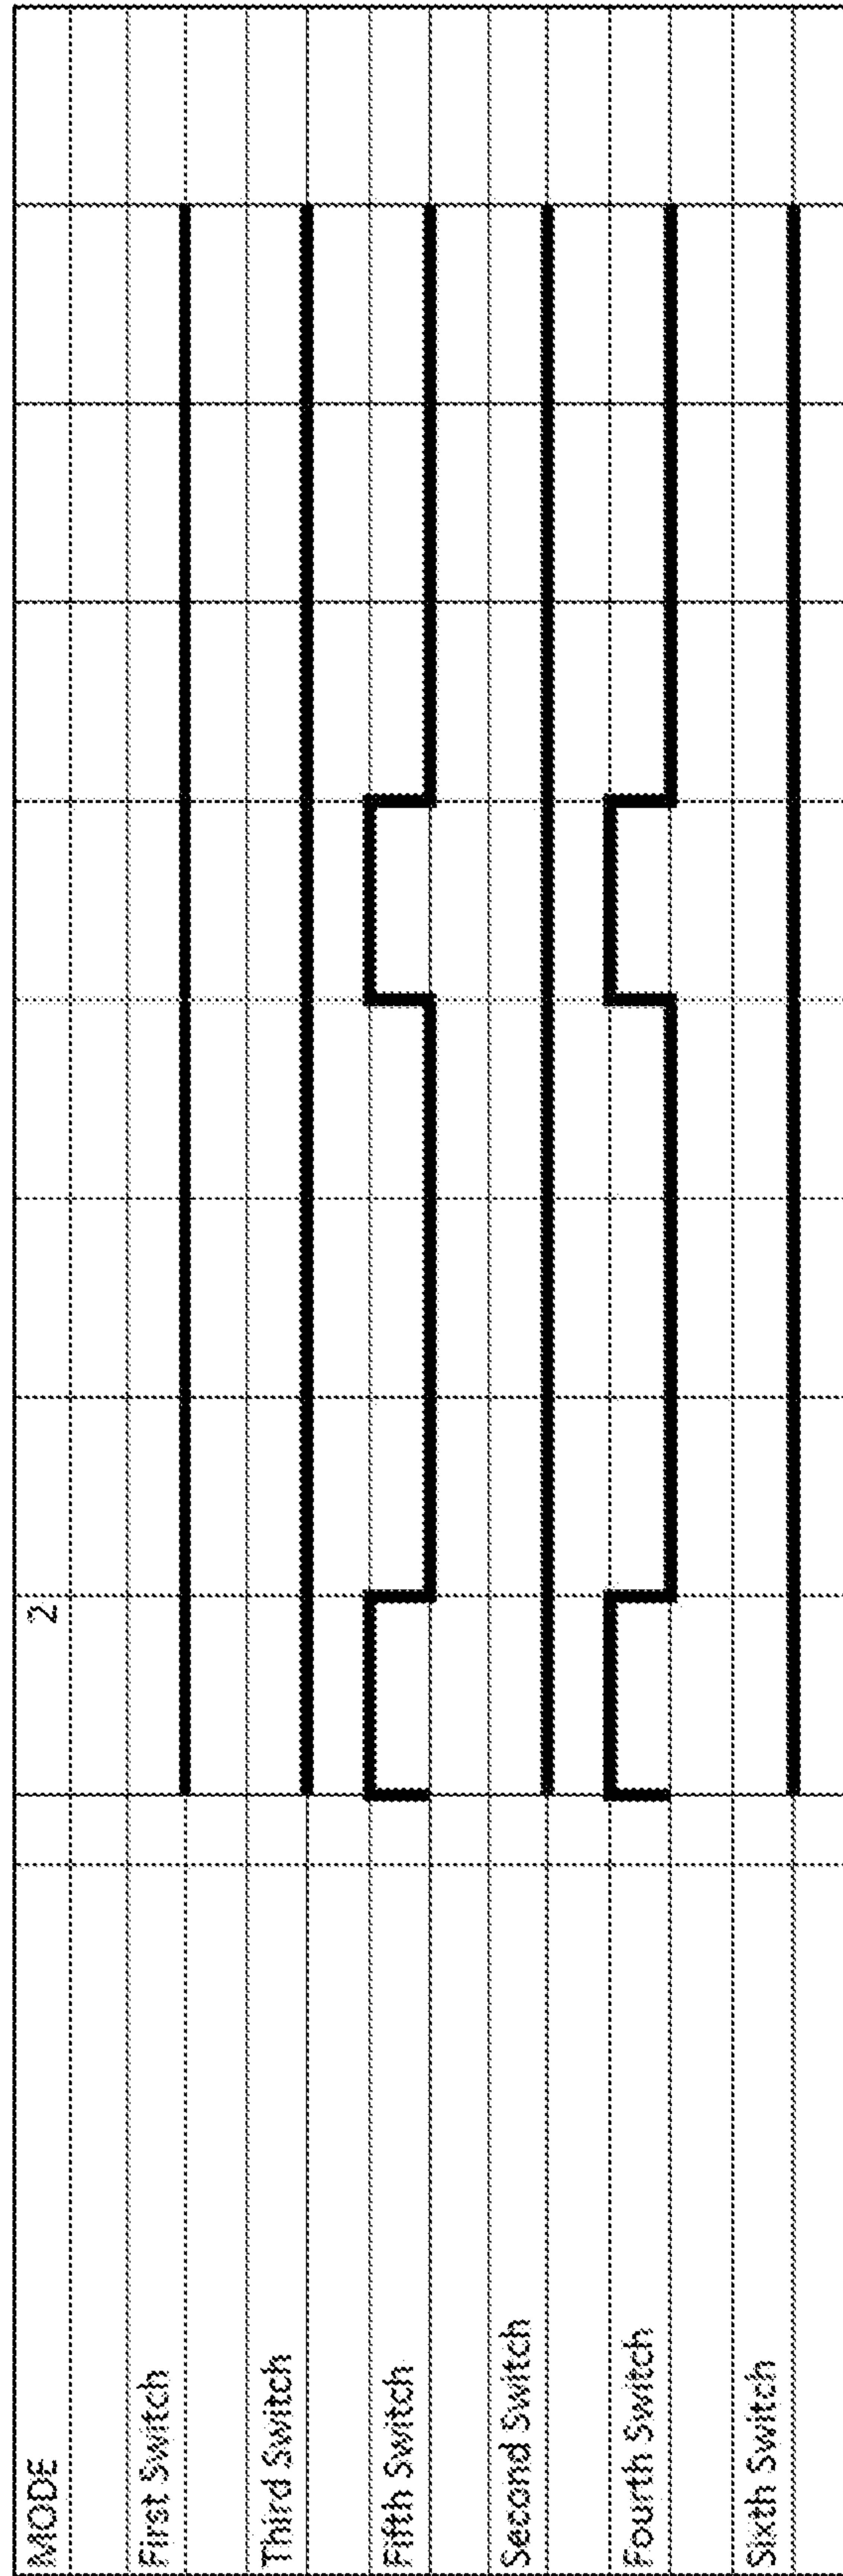 MODE 2
First Switch
Third Switch
Fifth Switch
Second Switch
Fourth Switch
Sixth Switch